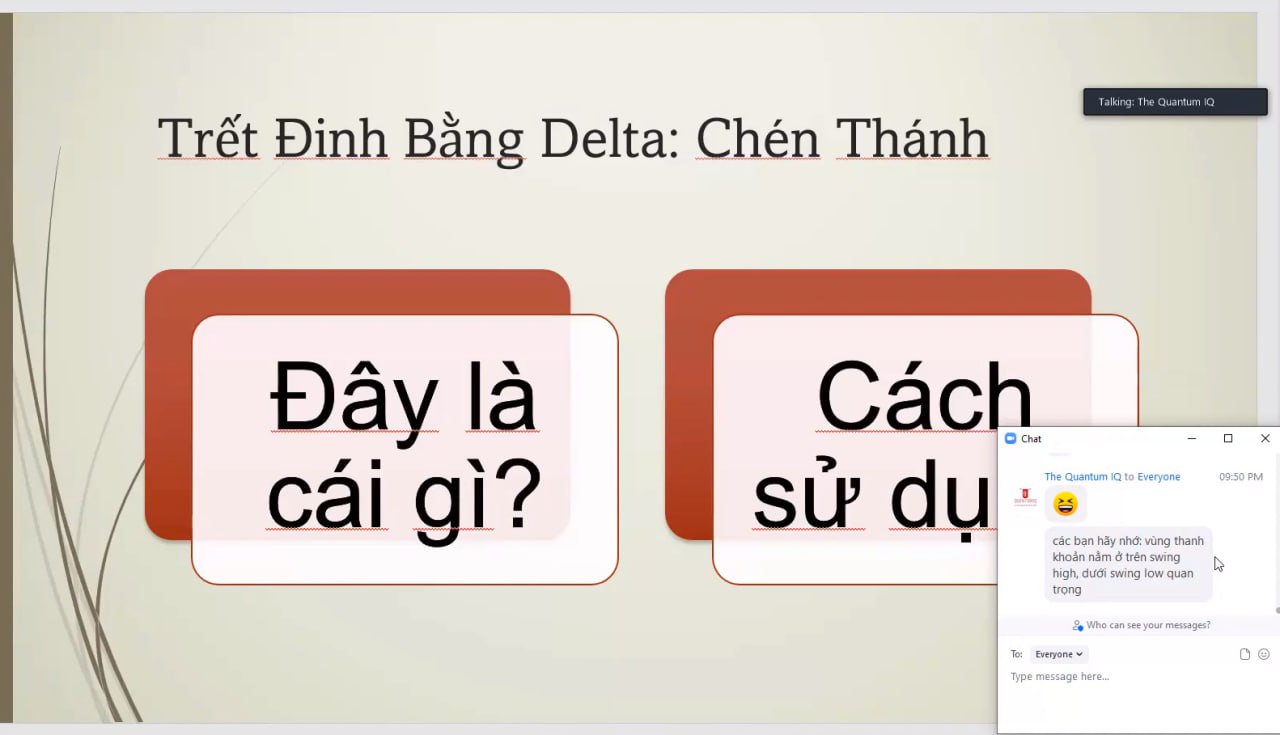 Trết Đinh Bằng Delta: Chén Thánh
Talking: The Quantum IQ
Đây là
cái gì?
Cách
sử dụ
Chat
The Quantum IQ to Everyone 09:50 PM
các bạn hãy nhớ: vùng thanh
khoản nằm ở trên swing
high, dưới swing low quan
trọng
Who can see your messages?
To: Everyone
Type message here...